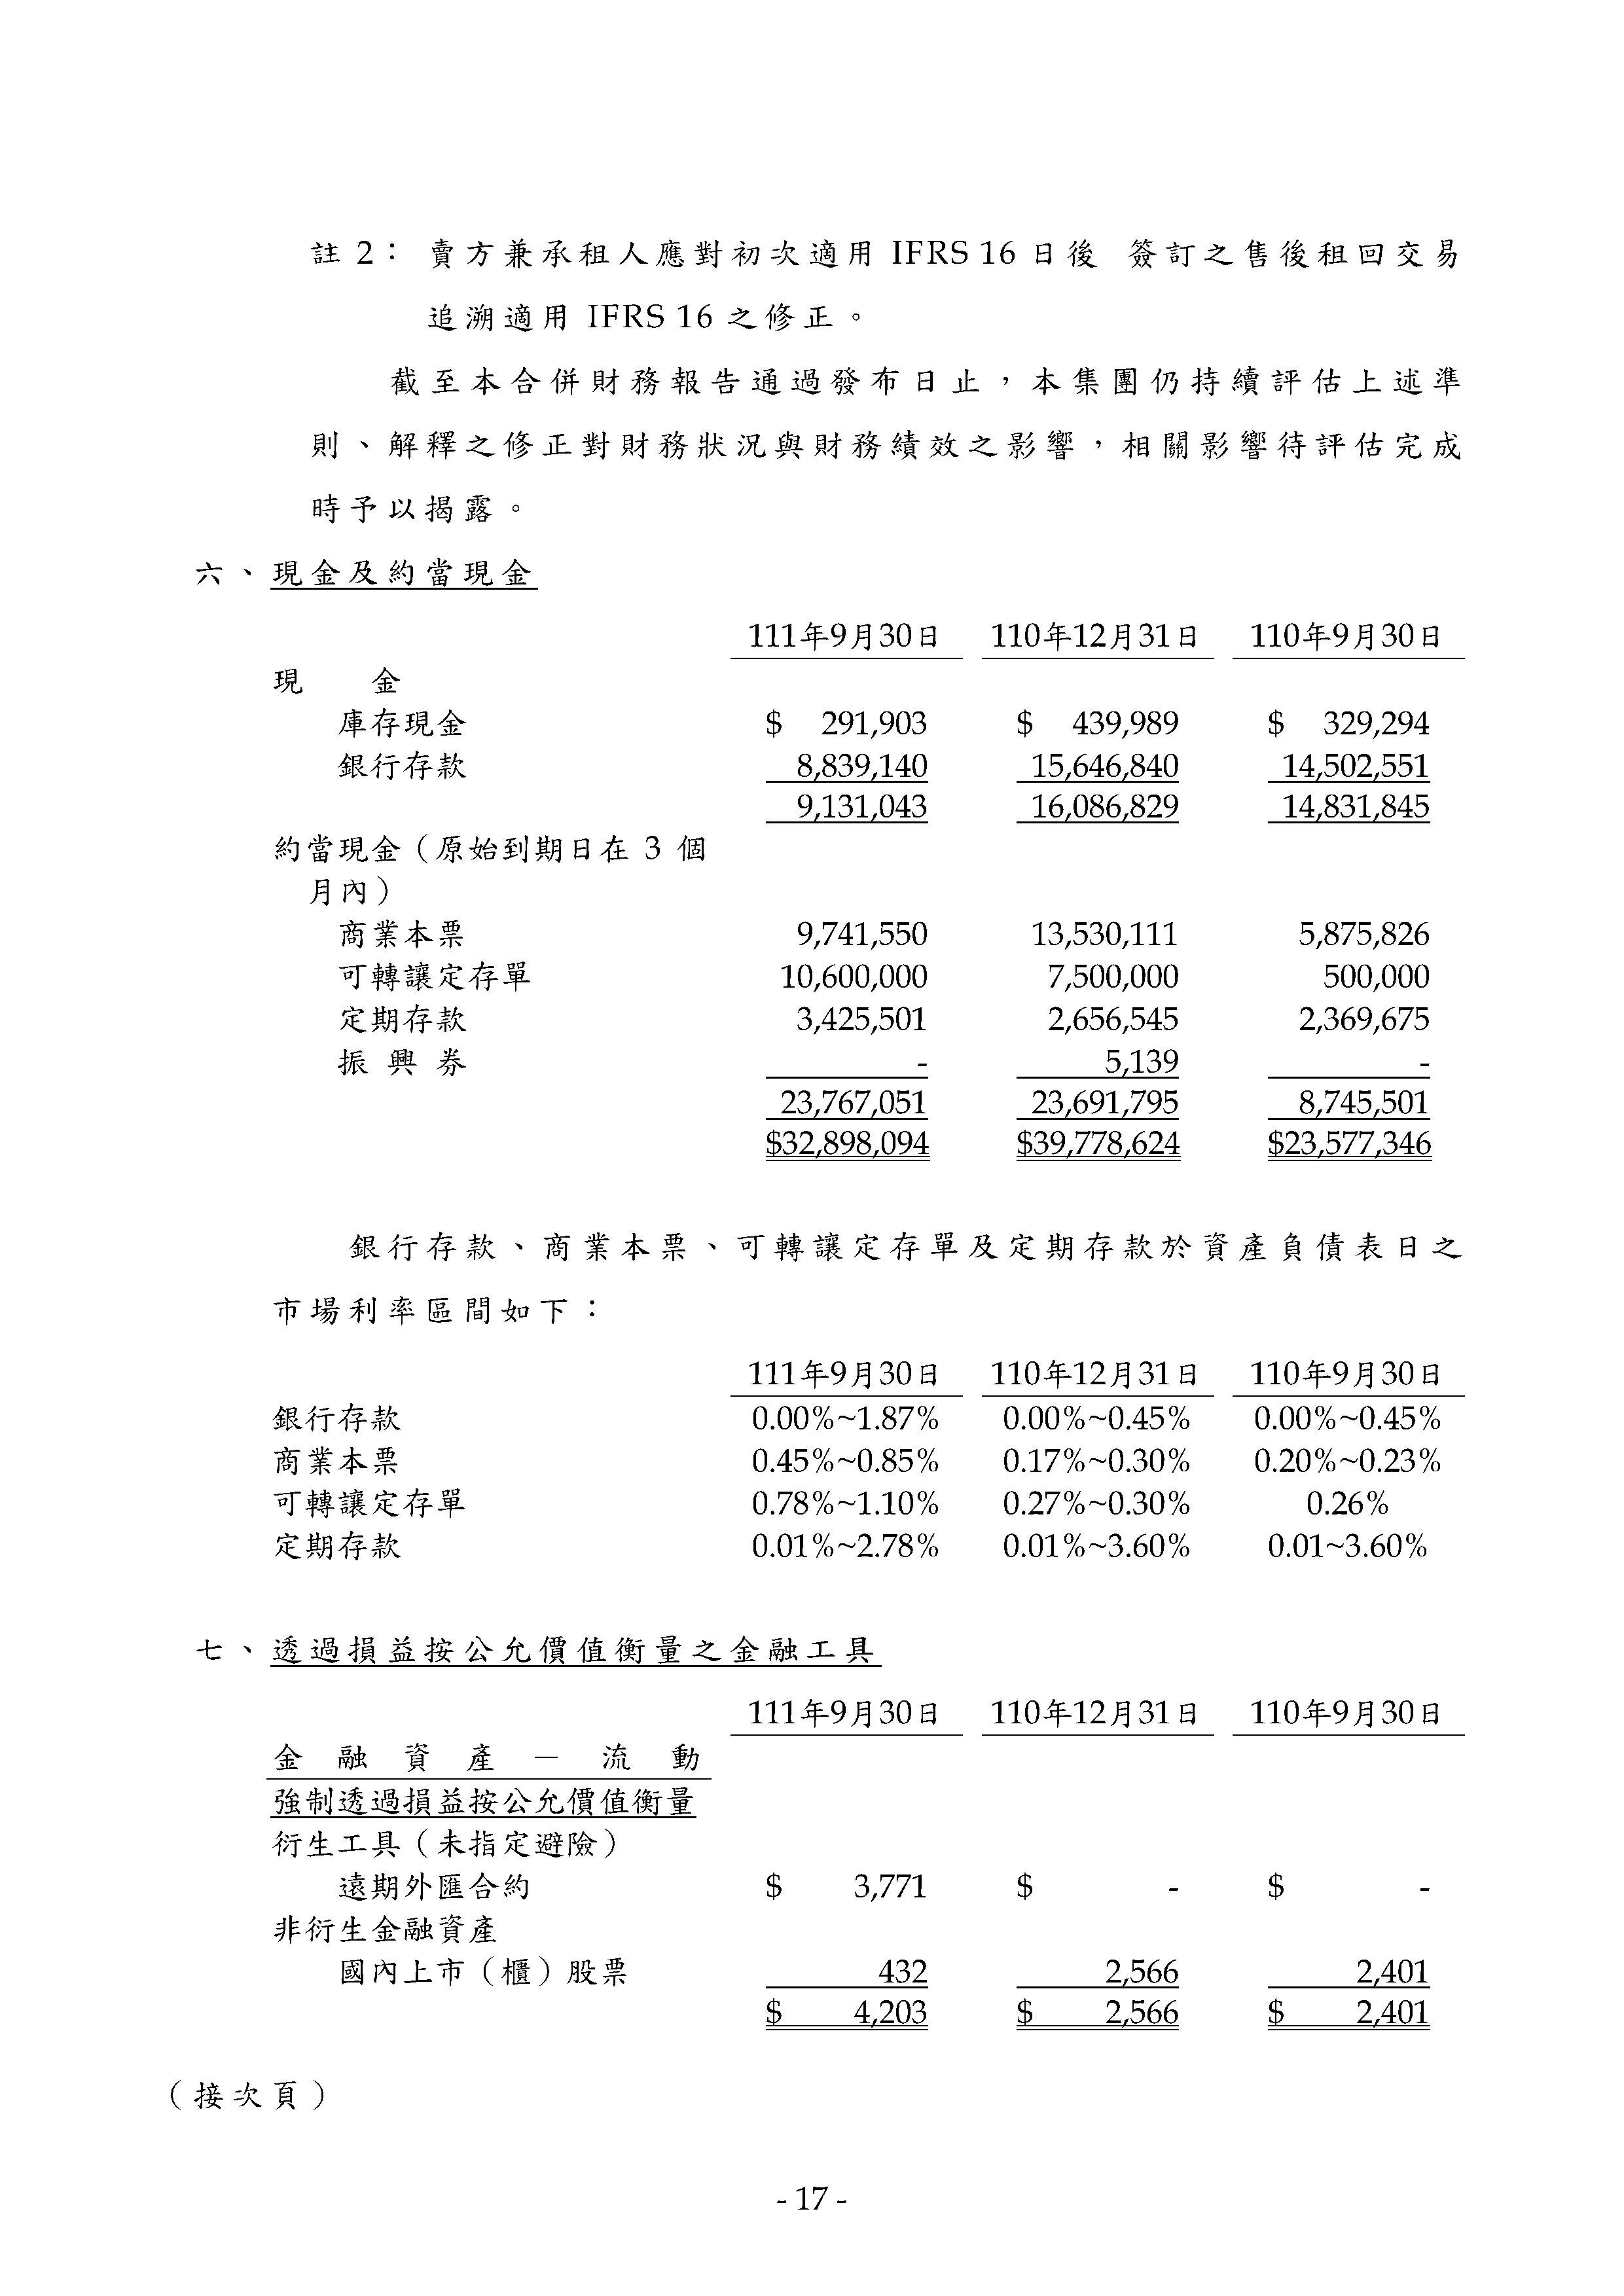 註 2： 賣方兼承租人應對初次適用 IFRS 16 日後 簽訂之售後租回交易
追溯適用 IFRS 16 之修正。
截至本合併財務報告通過發布日止，本集團仍持續評估上述準
則、解釋之修正對財務狀況與財務績效之影響，相關影響待評估完成
時予以揭露。
六、現金及約當現金
111年9月30日 110年12月31日 110年9月30日
現 金
庫存現金 $ 291,903 $ 439,989 $ 329,294
銀行存款 8,839,140 15,646,840 14,502,551
9,131,043 16,086,829 14,831,845
約當現金（原始到期日在 3 個
月內）
商業本票 9,741,550 13,530,111 5,875,826
可轉讓定存單 10,600,000 7,500,000 500,000
定期存款 3,425,501 2,656,545 2,369,675
振 興 券 - 5,139 -
23,767,051 23,691,795 8,745,501
$32,898,094 $39,778,624 $23,577,346
銀行存款、商業本票、可轉讓定存單及定期存款於資產負債表日之
市場利率區間如下：
111年9月30日 110年12月31日 110年9月30日
銀行存款 0.00%~1.87% 0.00%~0.45% 0.00%~0.45%
商業本票 0.45%~0.85% 0.17%~0.30% 0.20%~0.23%
可轉讓定存單 0.78%~1.10% 0.27%~0.30% 0.26%
定期存款 0.01%~2.78% 0.01%~3.60% 0.01~3.60%
七、透過損益按公允價值衡量之金融工具
111年9月30日 110年12月31日 110年9月30日
金 融 資 產 － 流 動
強制透過損益按公允價值衡量
衍生工具（未指定避險）
遠期外匯合約 $ 3,771 $ - $ -
非衍生金融資產
國內上市（櫃）股票 432 2,566 2,401
$ 4,203 $ 2,566 $ 2,401
（接次頁）
- 17 -